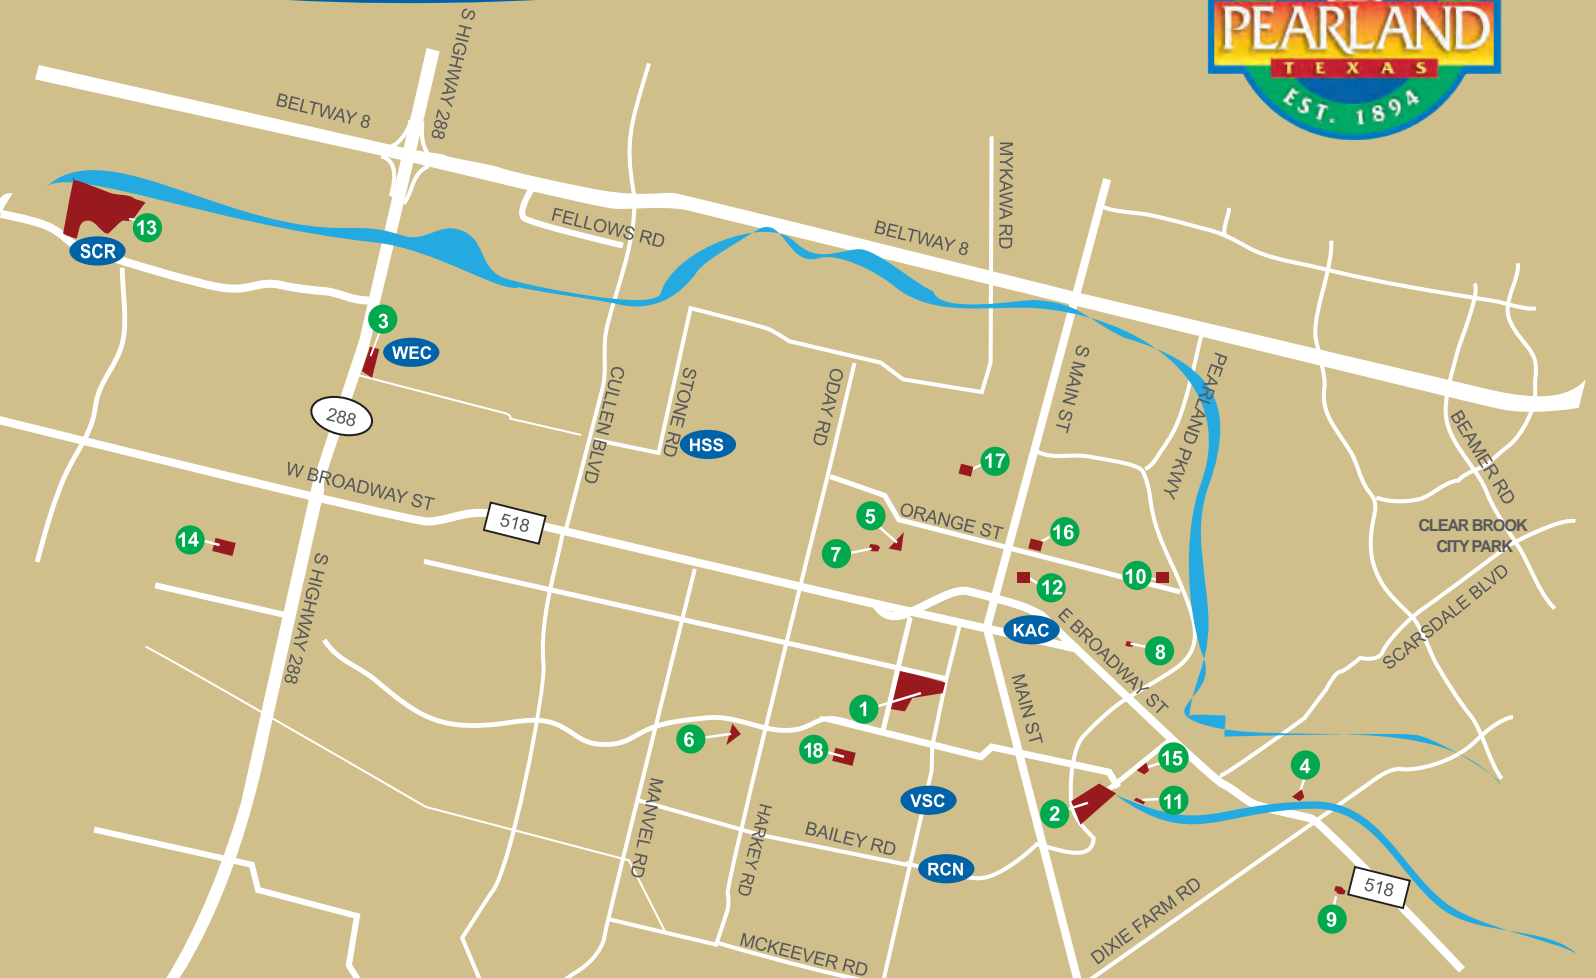 PEARLAND
TEXAS
EST. 1894
S HIGHWAY 288
BELTWAY 8
MYKAWA RD
FELLOWS RD
BELTWAY 8
13
SCR
3
WEC
288
CULLEN BLVD
STONE RD
ODAY RD
S MAIN ST
PEARLAND PKWY
HSS
17
BEAMER RD
W BROADWAY ST
518
5
ORANGE ST
16
CLEAR BROOK
CITY PARK
14
7
12
10
S HIGHWAY 288
KAC
E BROADWAY ST
8
SCARSDALE BLVD
1
MAIN ST
6
18
15
4
VSC
2
11
MANVEL RD
HARKEY RD
BAILEY RD
RCN
518
9
DIXIE FARM RD
MCKEEVER RD